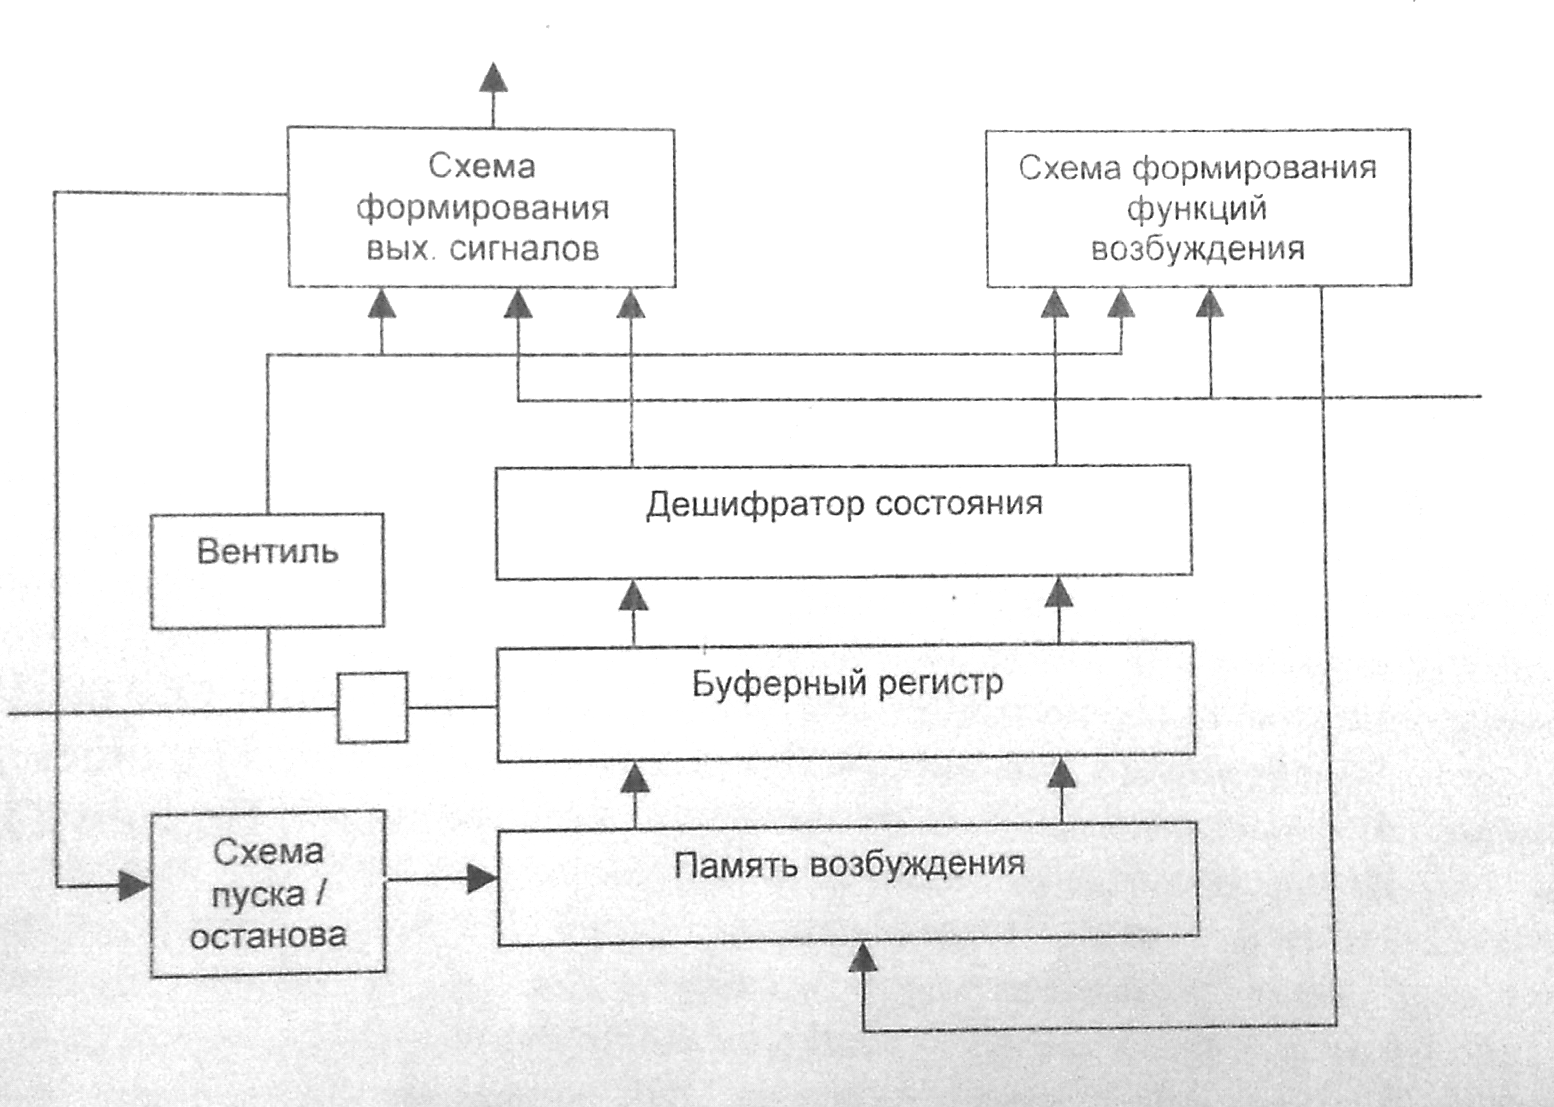 Схема
формирования
вых. сигналов
Схема формирования
функций
возбуждения
Дешифратор состояния
Вентиль
Буферный регистр
Схема
пуска /
останова
Память возбуждения